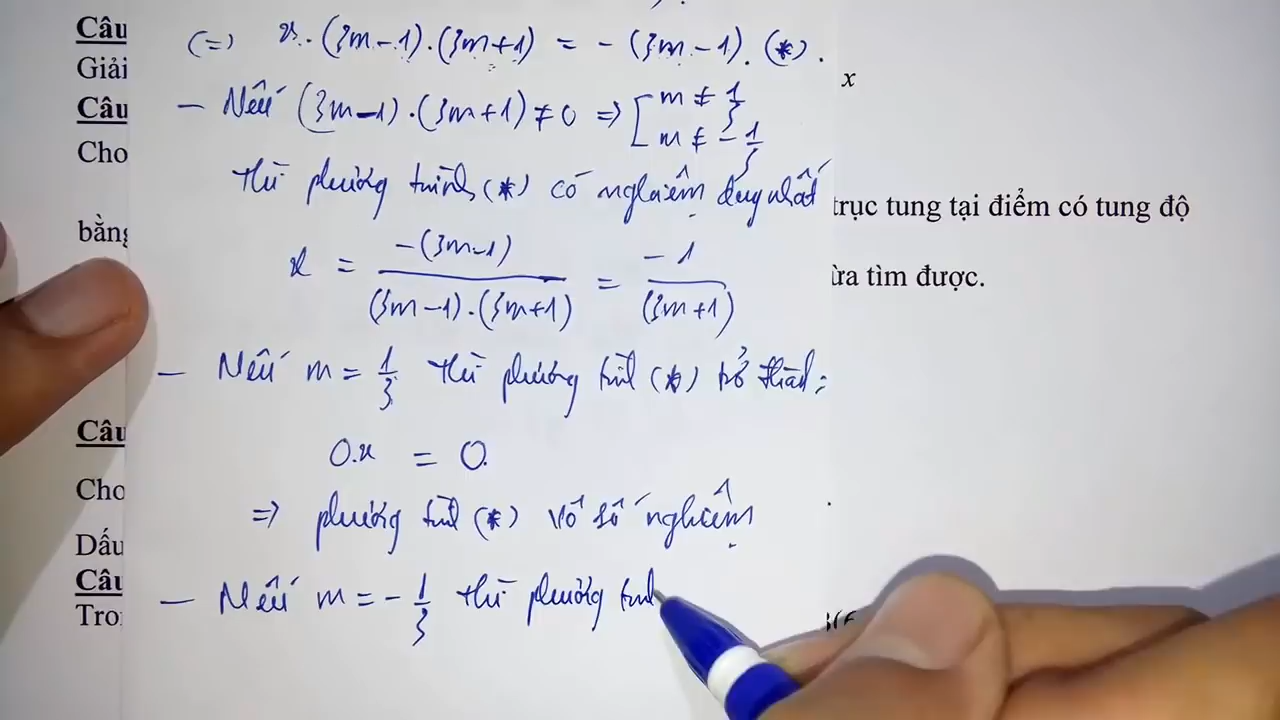 Câu
(=) x.(3m-1).(3m+1) = -(3m-1).(*).
Giải
x
Câu
- Nếu (3m-1).(3m+1) ≠ 0 => [ m ≠ 1/3
m ≠ -1/3
Cho
thì phương trình (*) có nghiệm duy nhất
trục tung tại điểm có tung độ
bằng
x = -(3m-1) / (3m-1).(3m+1) = -1 / (3m+1)
ừa tìm được.
- Nếu m = 1/3 thì phương trình (*) trở thành:
Câu
0.x = 0.
Cho
=> phương trình (*) vô số nghiệm
Dấu
Câu
- Nếu m = -1/3 thì phương trình
Tro